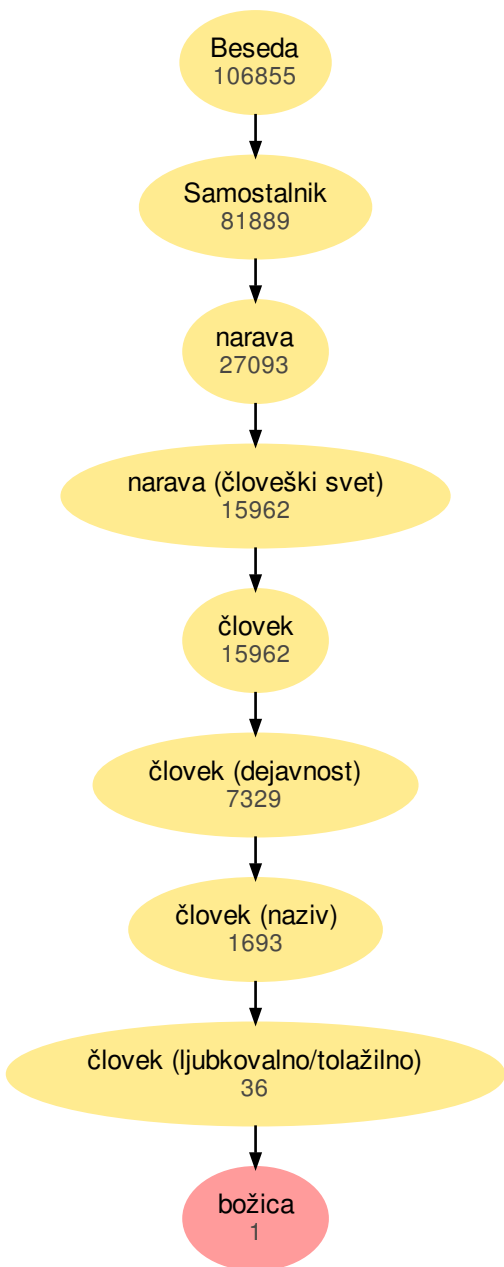 Beseda
106855
Samostalnik
81889
narava
27093
narava (človeški svet)
15962
človek
15962
človek (dejavnost)
7329
človek (naziv)
1693
človek (ljubkovalno/tolažilno)
36
božica
1